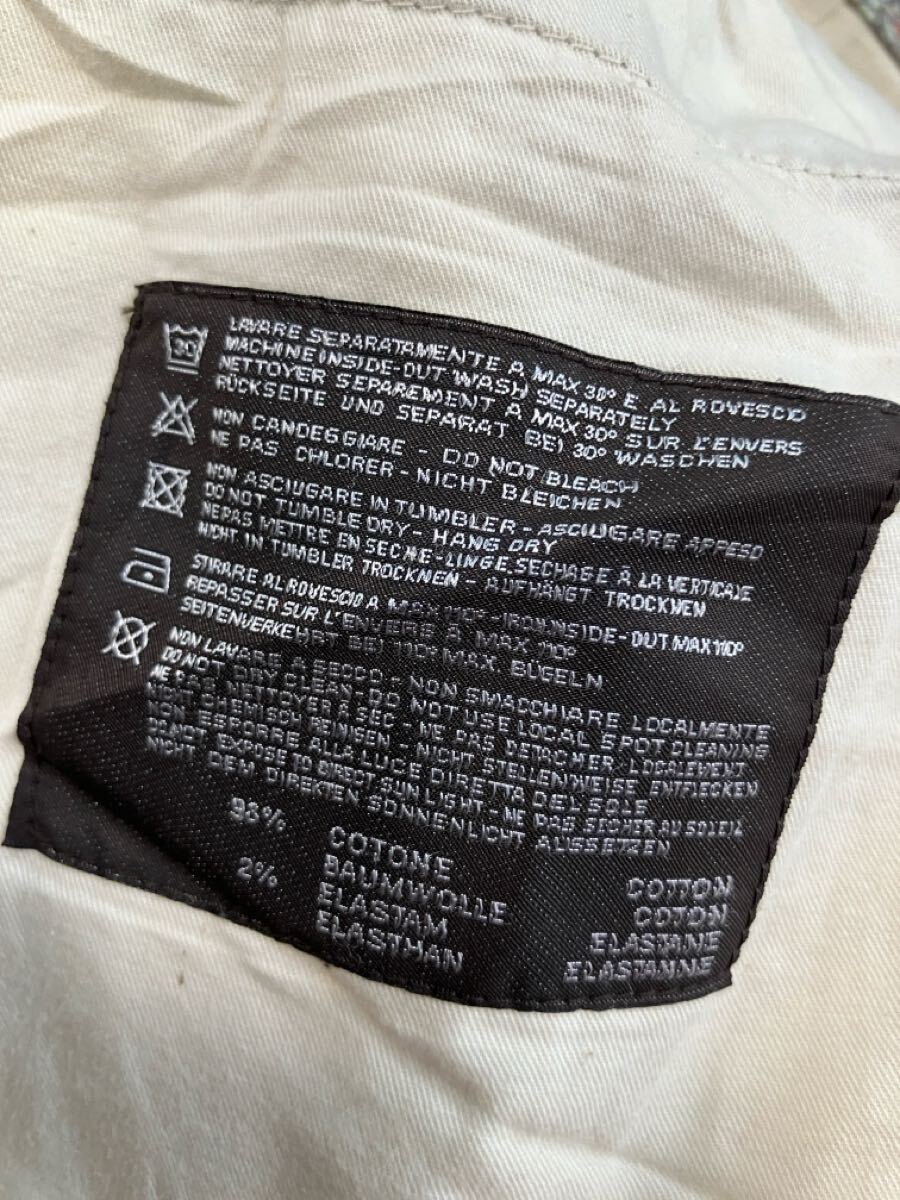 30
LAVARE SEPARATAMENTE A MAX 30° E AL ROVESCIO
MACHINE INSIDE-OUT WASH SEPARATELY
NETTOYER SEPAREMENT A MAX 30° SUR L'ENVERS
RÜCKSEITE UND SEPARAT BEI 30° WASCHEN
NON CANDEGGIARE - DO NOT BLEACH
NE PAS CHLORER - NICHT BLEICHEN
NON ASCIUGARE IN TUMBLER - ASCIUGARE APPESO
DO NOT TUMBLE DRY - HANG DRY
NE PAS METTRE EN SECHE-LINGE. SECHAGE À LA VERTICALE
NICHT IN TUMBLER TROCKNEN - AUFHÄNGT TROCKNEN
STIRARE AL ROVESCIO A MAX 110° - IRON INSIDE-OUT MAX 110°
REPASSER SUR L'ENVERS À MAX 110°
SEITENVERKEHRT BEI 110° MAX. BÜGELN
NON LAVARE A SECCO - NON SMACCHIARE LOCALMENTE
DO NOT DRY CLEAN. DO NOT USE LOCAL SPOT CLEANING
NE NETTOYER À SEC - NE PAS DETACHER LOCALEMENT
CHEMISCH REINIGEN - NICHT STELLENWEISE ENTFLECKEN
NON ESPORRE ALLA LUCE DIRETTA DEL SOLE
EXPOSE TO DIRECT SUN LIGHT - NE PAS SECHER AU SOLEIL
NICHT DEM DIREKTEN SONNENLICHT AUSSETZEN
98% COTONE COTTON
BAUMWOLLE COTON
2% ELASTAM ELASTANE
ELASTHAN ELASTANNE